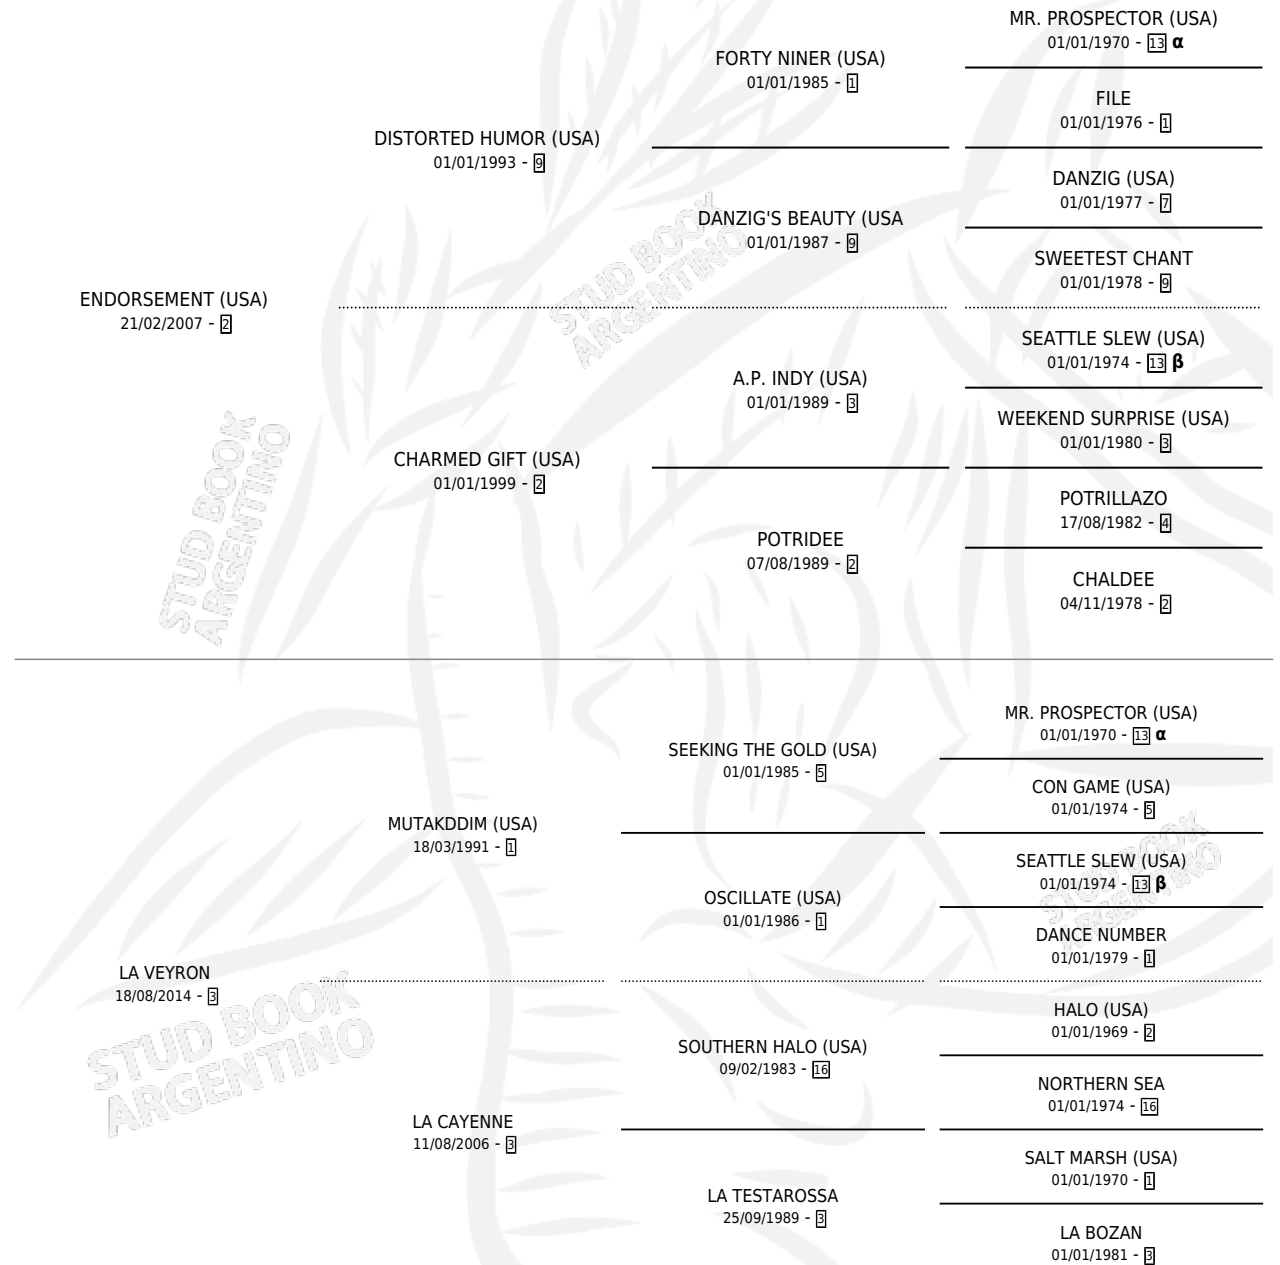 MR. PROSPECTOR (USA)
01/01/1970 - 13 α
FORTY NINER (USA)
01/01/1985 - 1
FILE
01/01/1976 - 1
DISTORTED HUMOR (USA)
01/01/1993 - 9
DANZIG (USA)
01/01/1977 - 7
DANZIG'S BEAUTY (USA
01/01/1987 - 9
SWEETEST CHANT
01/01/1978 - 9
ENDORSEMENT (USA)
21/02/2007 - 2
SEATTLE SLEW (USA)
01/01/1974 - 13 β
A.P. INDY (USA)
01/01/1989 - 3
WEEKEND SURPRISE (USA)
01/01/1980 - 3
CHARMED GIFT (USA)
01/01/1999 - 2
POTRILLAZO
17/08/1982 - 4
POTRIDEE
07/08/1989 - 2
CHALDEE
04/11/1978 - 2
STUD BOOK
ARGENTINO
STUD BOOK
ARGENTINO
MR. PROSPECTOR (USA)
01/01/1970 - 13 α
SEEKING THE GOLD (USA)
01/01/1985 - 5
CON GAME (USA)
01/01/1974 - 5
MUTAKDDIM (USA)
18/03/1991 - 1
SEATTLE SLEW (USA)
01/01/1974 - 13 β
OSCILLATE (USA)
01/01/1986 - 1
DANCE NUMBER
01/01/1979 - 1
LA VEYRON
18/08/2014 - 3
HALO (USA)
01/01/1969 - 2
SOUTHERN HALO (USA)
09/02/1983 - 16
NORTHERN SEA
01/01/1974 - 16
LA CAYENNE
11/08/2006 - 3
SALT MARSH (USA)
01/01/1970 - 1
LA TESTAROSSA
25/09/1989 - 3
LA BOZAN
01/01/1981 - 3
STUD BOOK
ARGENTINO
STUD BOOK
ARGENTINO